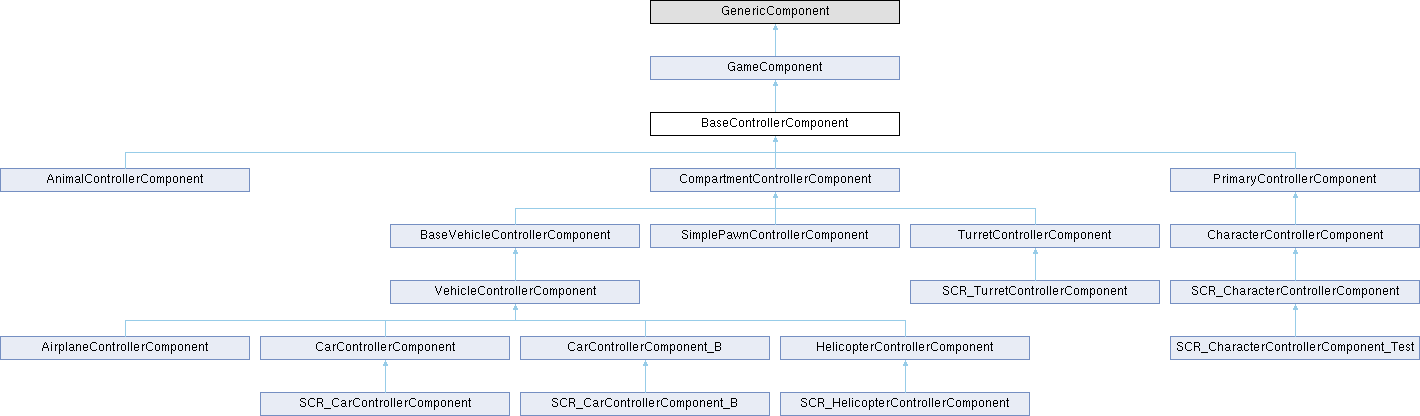 GenericComponent
GameComponent
BaseControllerComponent
AnimalControllerComponent
CompartmentControllerComponent
PrimaryControllerComponent
BaseVehicleControllerComponent
SimplePawnControllerComponent
TurretControllerComponent
CharacterControllerComponent
VehicleControllerComponent
SCR_TurretControllerComponent
SCR_CharacterControllerComponent
AirplaneControllerComponent
CarControllerComponent
CarControllerComponent_B
HelicopterControllerComponent
SCR_CharacterControllerComponent_Test
SCR_CarControllerComponent
SCR_CarControllerComponent_B
SCR_HelicopterControllerComponent